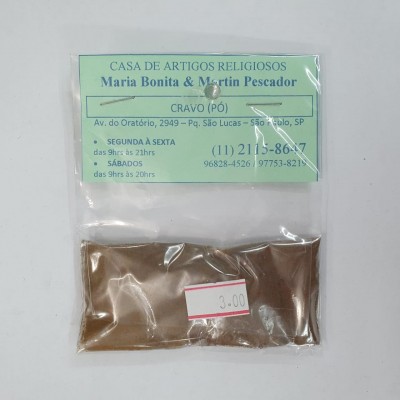 CASA DE ARTIGOS RELIGIOSOS
Maria Bonita & Martin Pescador
CRAVO (PÓ)
Av. do Oratório, 2949 – Pq. São Lucas – São Paulo, SP
• SEGUNDA À SEXTA
das 9hrs às 21hrs
• SÁBADOS
das 9hrs às 20hrs
(11) 2115-8647
96828-4526 / 97753-8219
3.00